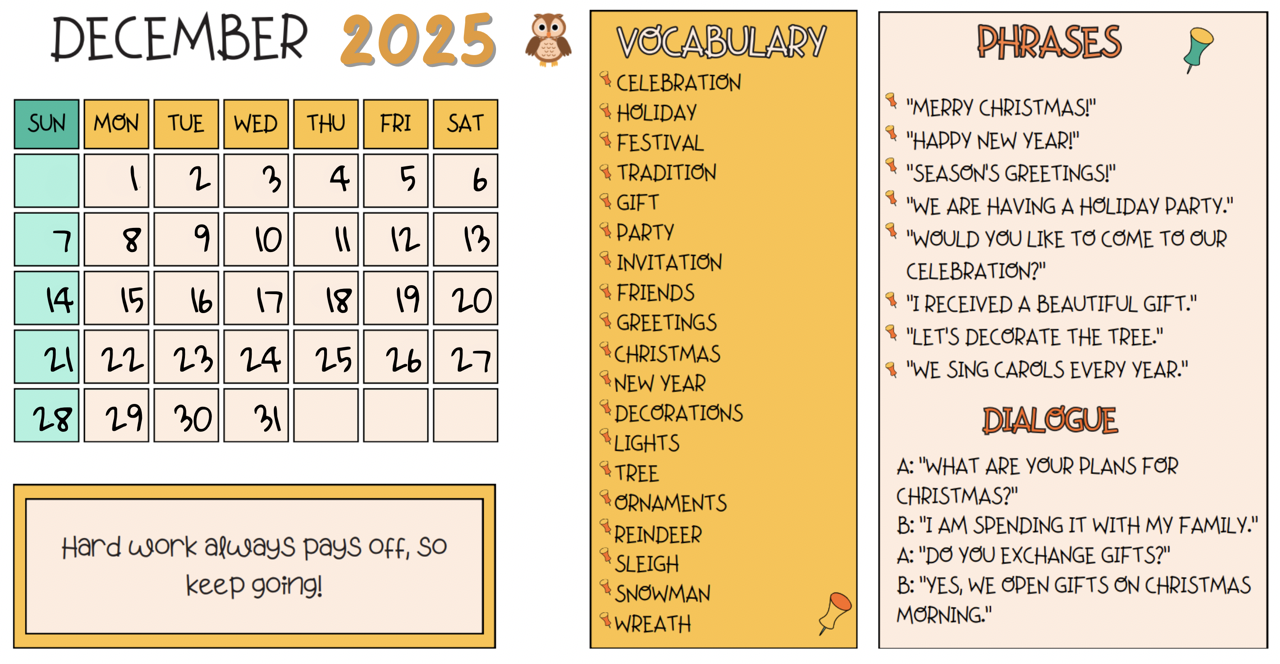 DECEMBER 2025
SUN MON TUE WED THU FRI SAT
1 2 3 4 5 6
7 8 9 10 11 12 13
14 15 16 17 18 19 20
21 22 23 24 25 26 27
28 29 30 31
Hard work always pays off, so
keep going!
VOCABULARY
CELEBRATION
HOLIDAY
FESTIVAL
TRADITION
GIFT
PARTY
INVITATION
FRIENDS
GREETINGS
CHRISTMAS
NEW YEAR
DECORATIONS
LIGHTS
TREE
ORNAMENTS
REINDEER
SLEIGH
SNOWMAN
WREATH
PHRASES
"MERRY CHRISTMAS!"
"HAPPY NEW YEAR!"
"SEASON'S GREETINGS!"
"WE ARE HAVING A HOLIDAY PARTY."
"WOULD YOU LIKE TO COME TO OUR
CELEBRATION?"
"I RECEIVED A BEAUTIFUL GIFT."
"LET'S DECORATE THE TREE."
"WE SING CAROLS EVERY YEAR."
DIALOGUE
A: "WHAT ARE YOUR PLANS FOR
CHRISTMAS?"
B: "I AM SPENDING IT WITH MY FAMILY."
A: "DO YOU EXCHANGE GIFTS?"
B: "YES, WE OPEN GIFTS ON CHRISTMAS
MORNING."